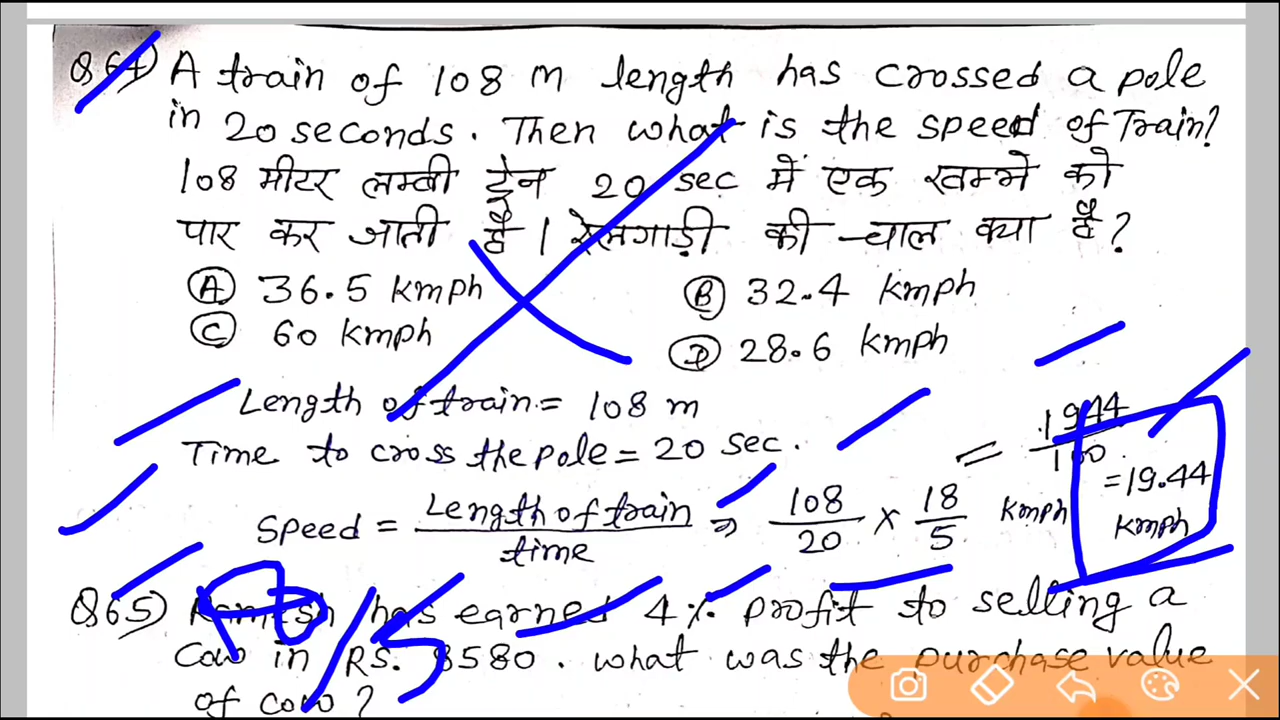 Q64) A train of 108 m length has crossed a pole
in 20 seconds. Then what is the speed of Train?
108 मीटर लम्बी ट्रेन 20 sec में एक खम्भे को
पार कर जाती है। रेलगाड़ी की चाल क्या है?
(A) 36.5 kmph (B) 32.4 kmph
(C) 60 kmph (D) 28.6 kmph
Length of train = 108 m
Time to cross the pole = 20 sec.
Speed = Length of train / time ⇒ 108/20 × 18/5 kmph = 1944/100 = 19.44 kmph
18/5
Q65) has earned 4% profit to selling a
Cow in RS. 8580. what was the purchase value
of cow?